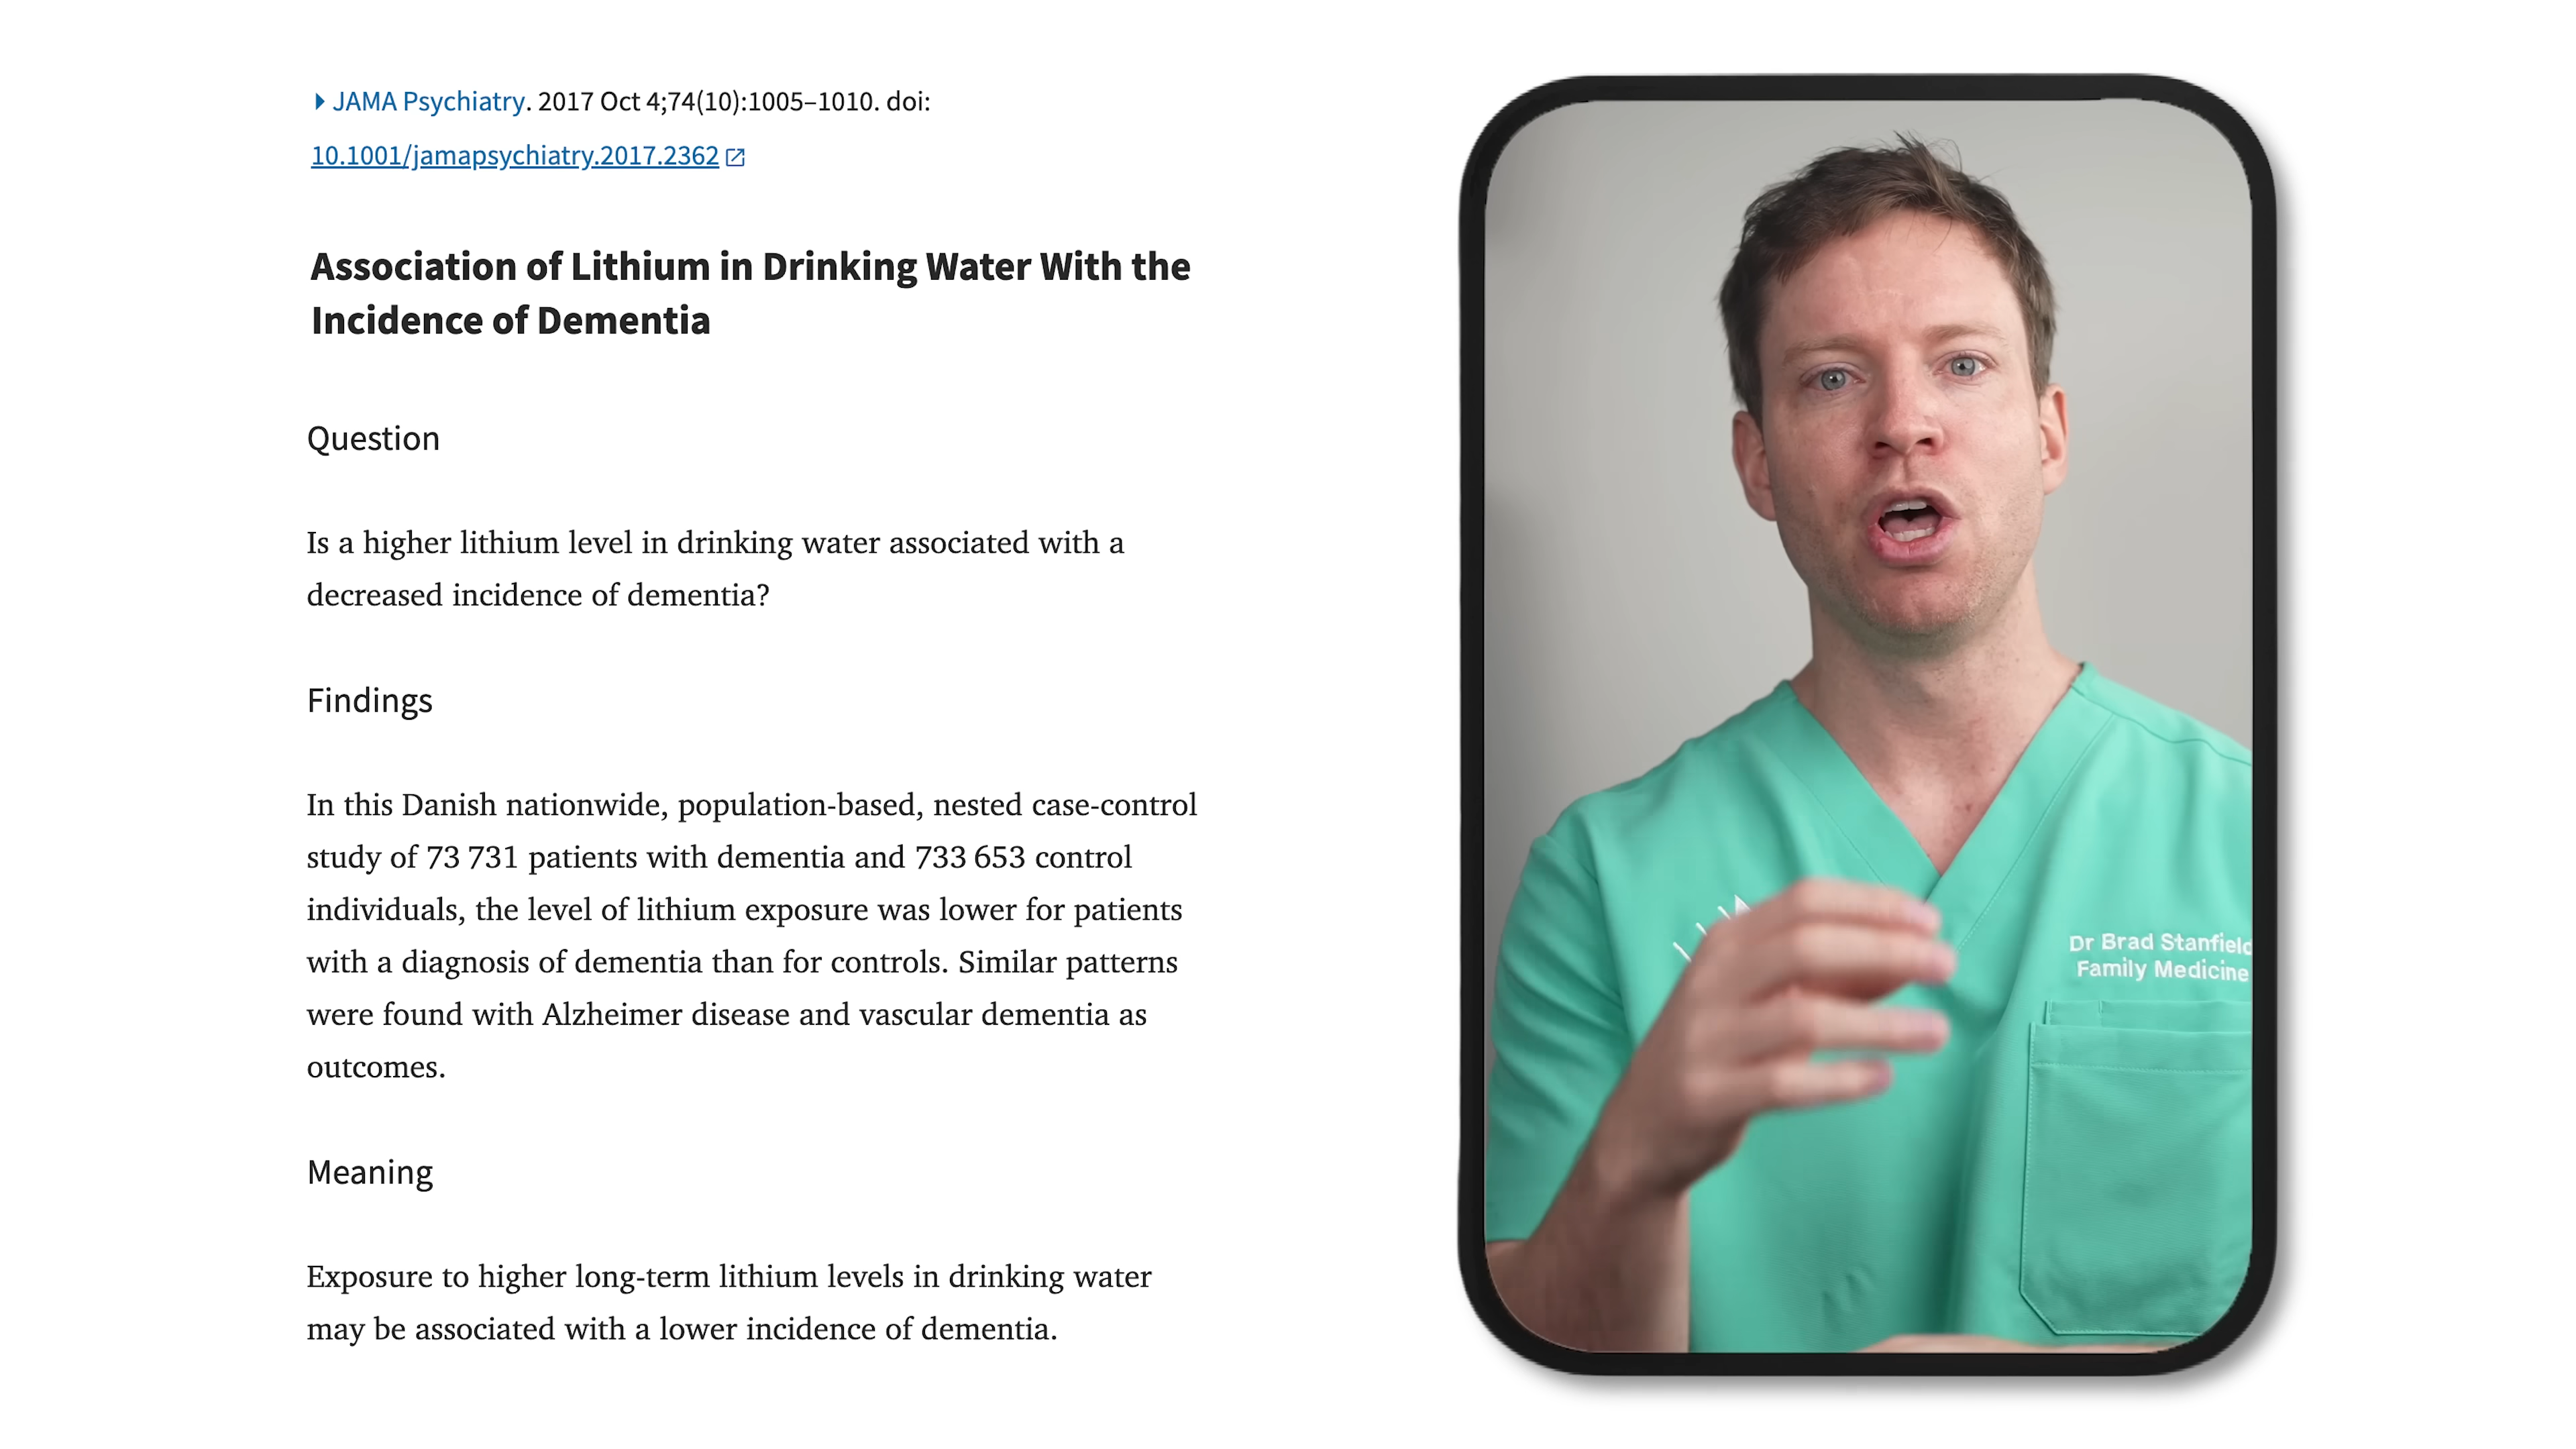 JAMA Psychiatry. 2017 Oct 4;74(10):1005–1010. doi:
10.1001/jamapsychiatry.2017.2362
Association of Lithium in Drinking Water With the
Incidence of Dementia
Question
Is a higher lithium level in drinking water associated with a
decreased incidence of dementia?
Findings
In this Danish nationwide, population-based, nested case-control
study of 73 731 patients with dementia and 733 653 control
individuals, the level of lithium exposure was lower for patients
with a diagnosis of dementia than for controls. Similar patterns
were found with Alzheimer disease and vascular dementia as
outcomes.
Meaning
Exposure to higher long-term lithium levels in drinking water
may be associated with a lower incidence of dementia.
Dr Brad Stanfield
Family Medicine